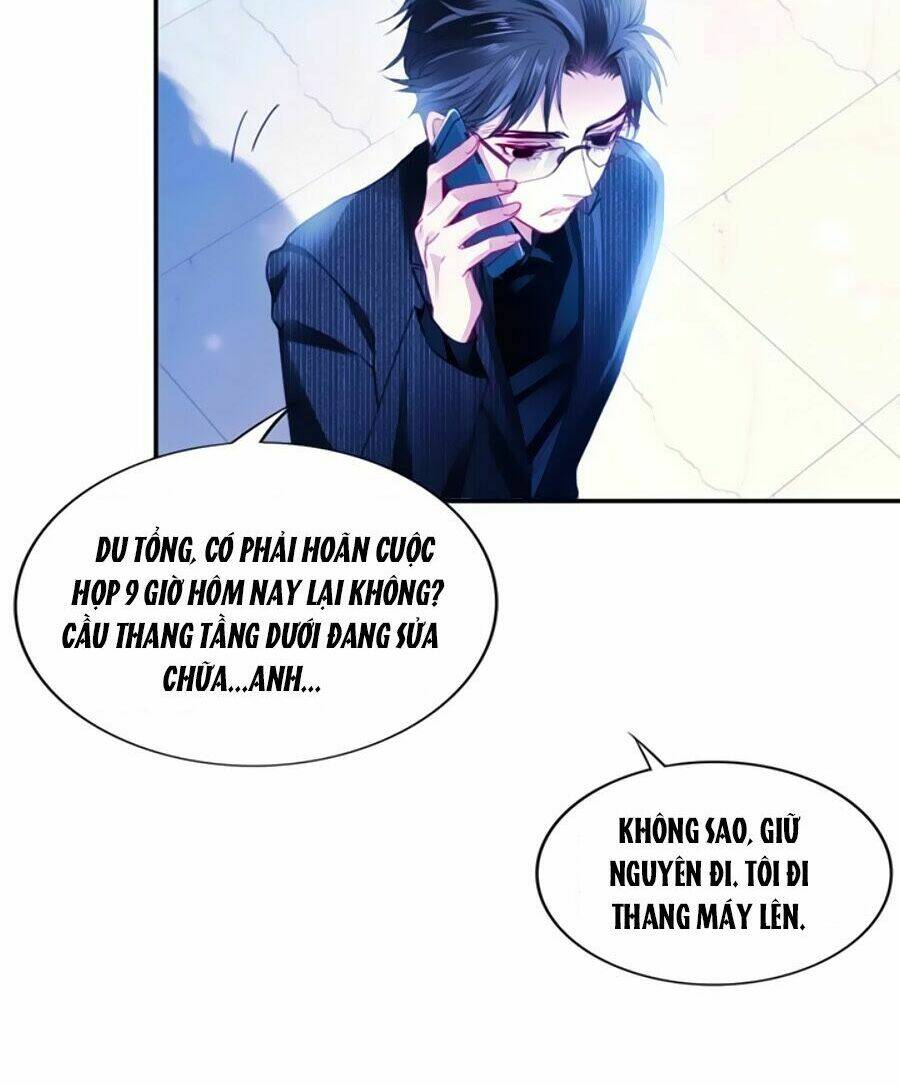 DU TỔNG, CÓ PHẢI HOÃN CUỘC
HỌP 9 GIỜ HÔM NAY LẠI KHÔNG?
CẦU THANG TẦNG DƯỚI ĐANG SỬA
CHỮA...ANH...
KHÔNG SAO, GIỮ
NGUYÊN ĐI. TÔI ĐI
THANG MÁY LÊN.